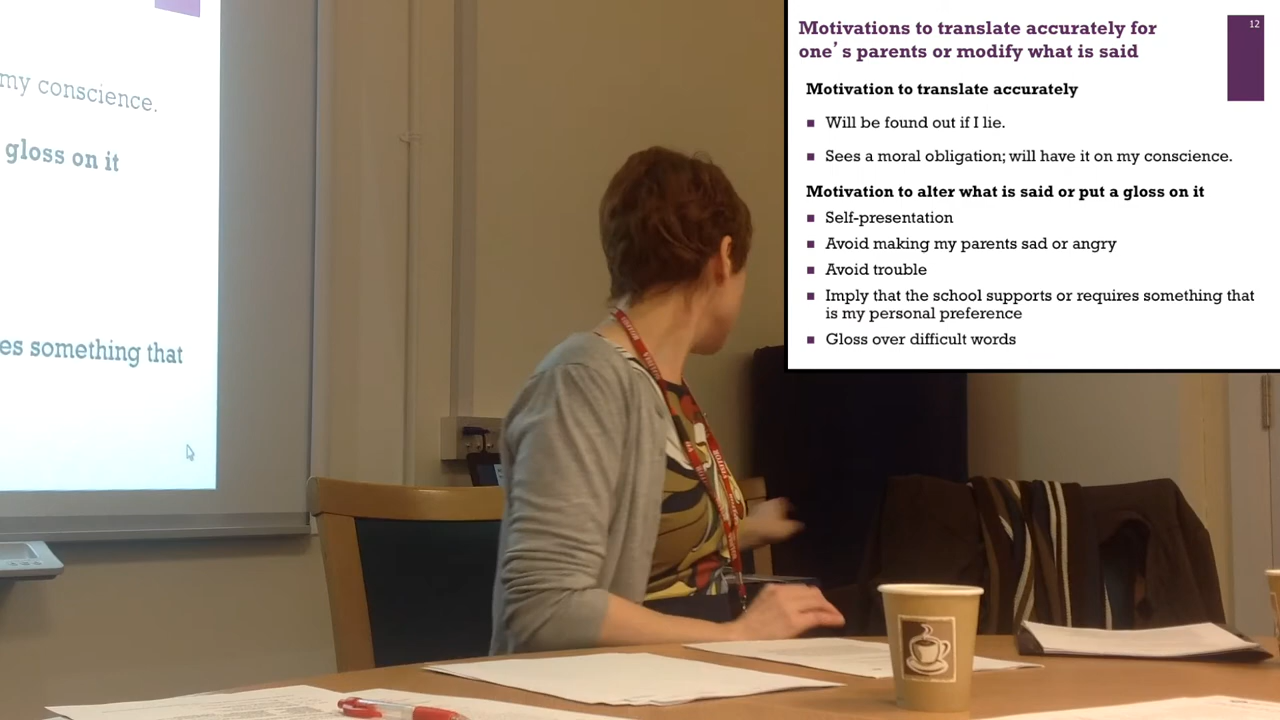 my conscience.
gloss on it
es something that
VISITOR
12
Motivations to translate accurately for
one's parents or modify what is said
Motivation to translate accurately
■ Will be found out if I lie.
■ Sees a moral obligation; will have it on my conscience.
Motivation to alter what is said or put a gloss on it
■ Self-presentation
■ Avoid making my parents sad or angry
■ Avoid trouble
■ Imply that the school supports or requires something that
is my personal preference
■ Gloss over difficult words